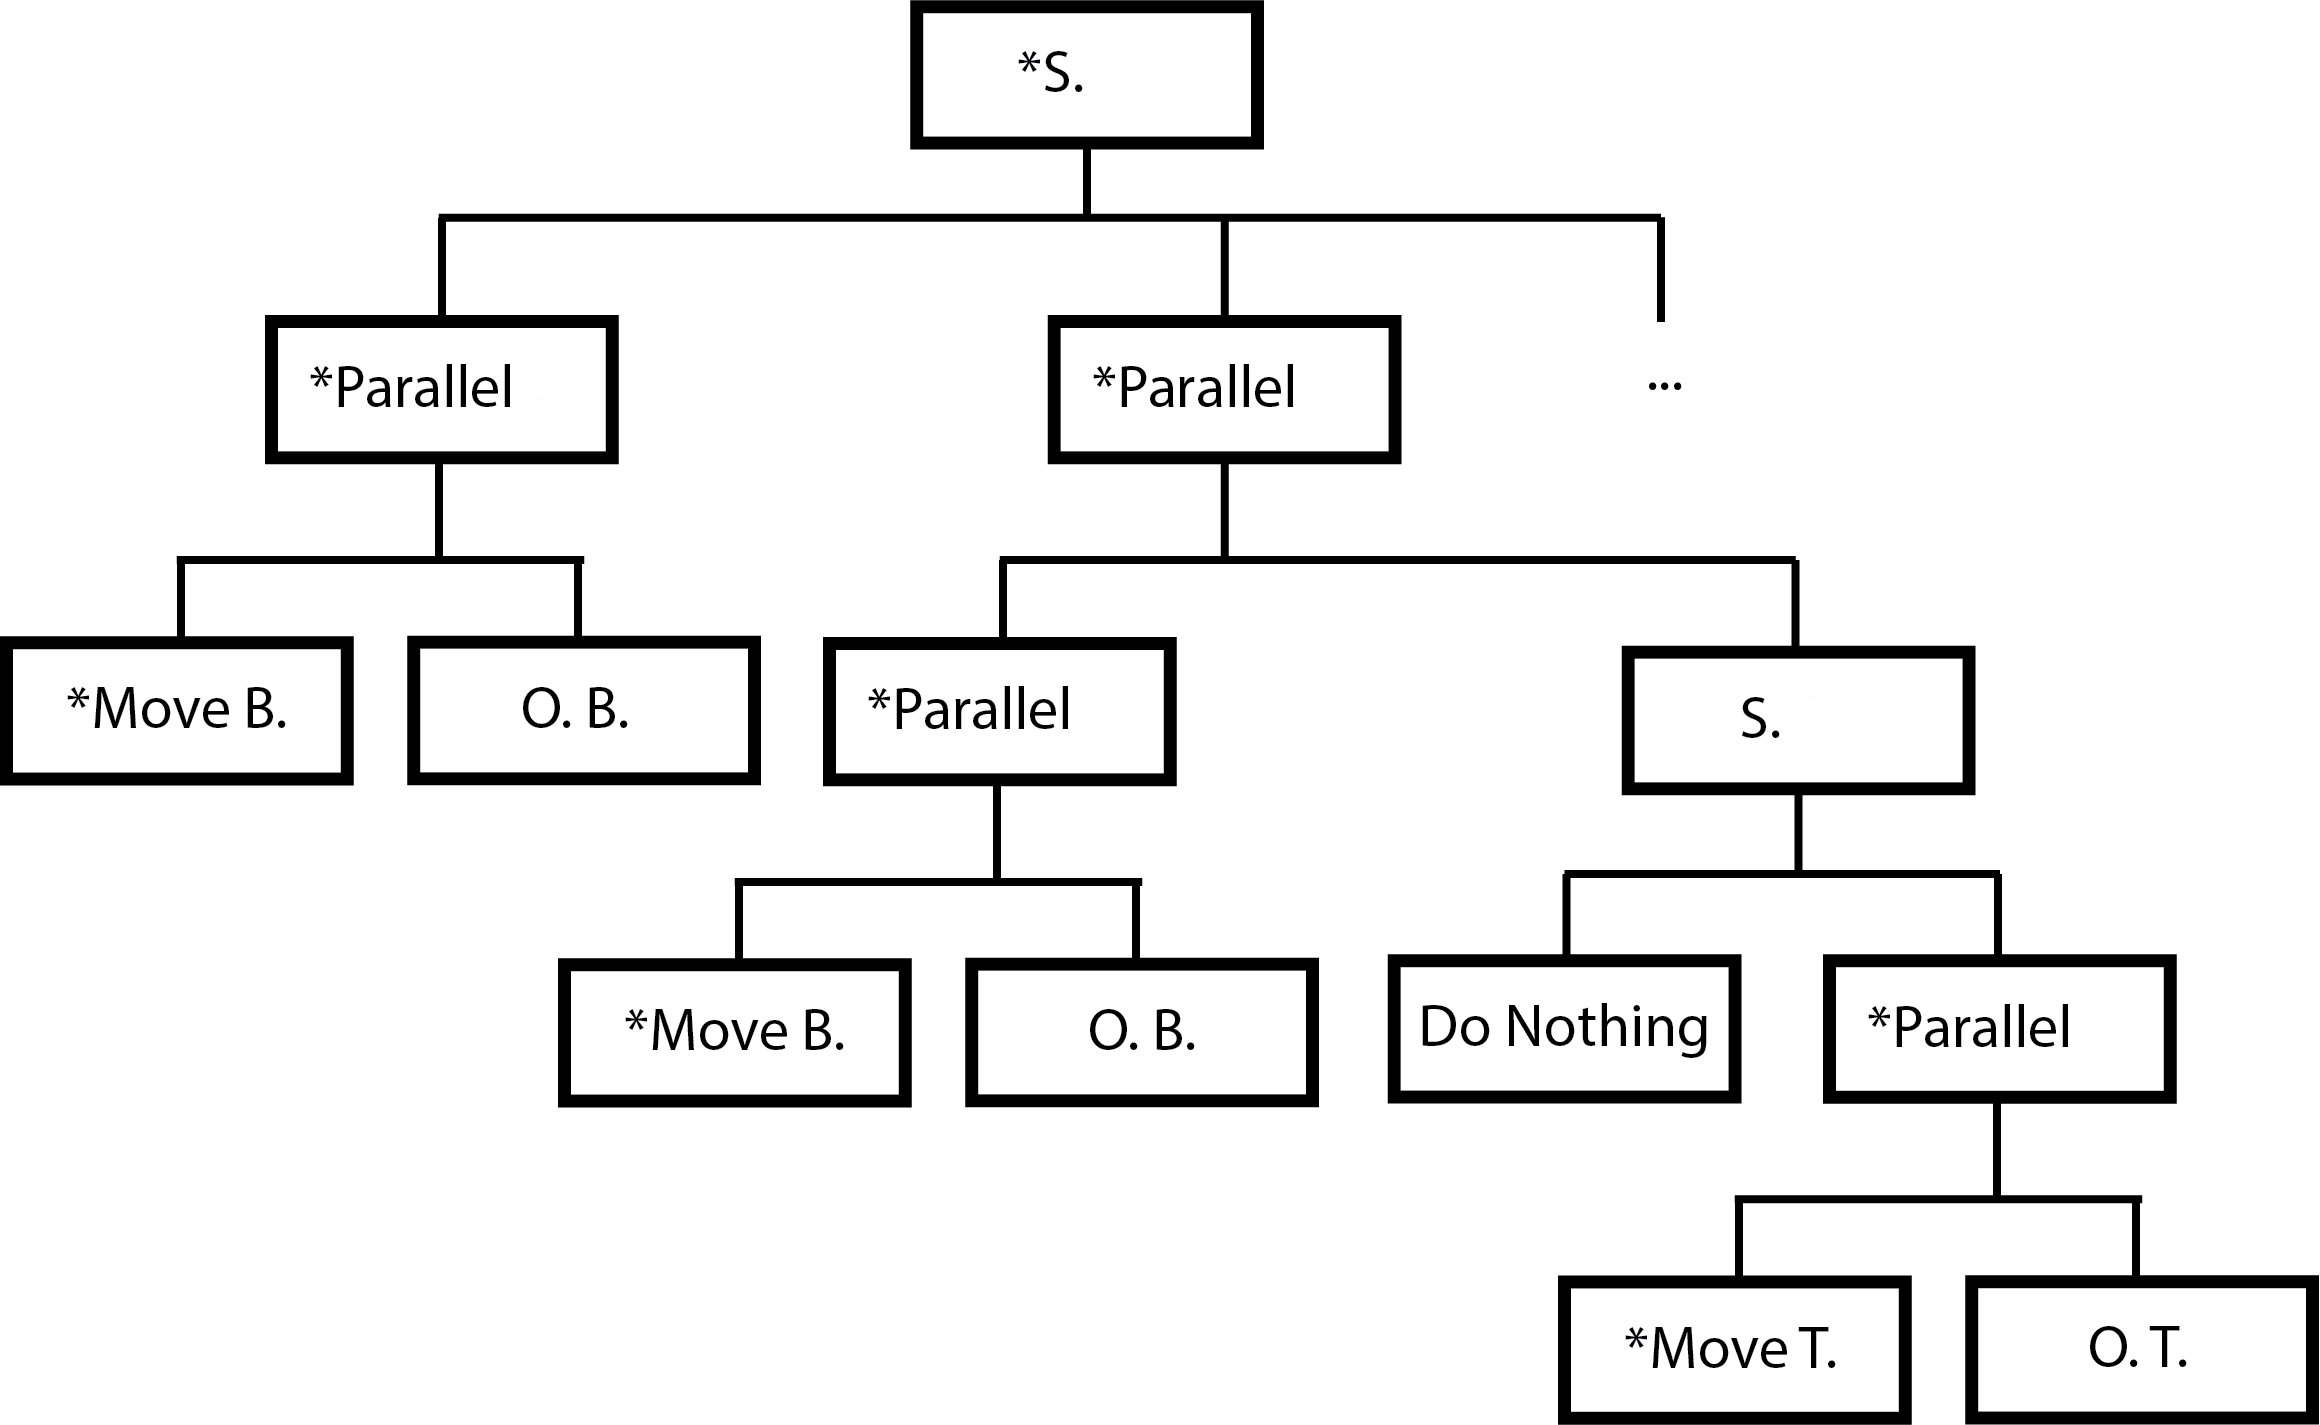 *S.
*Parallel
*Parallel
...
*Move B.
O. B.
*Parallel
S.
*Move B.
O. B.
Do Nothing
*Parallel
*Move T.
O. T.